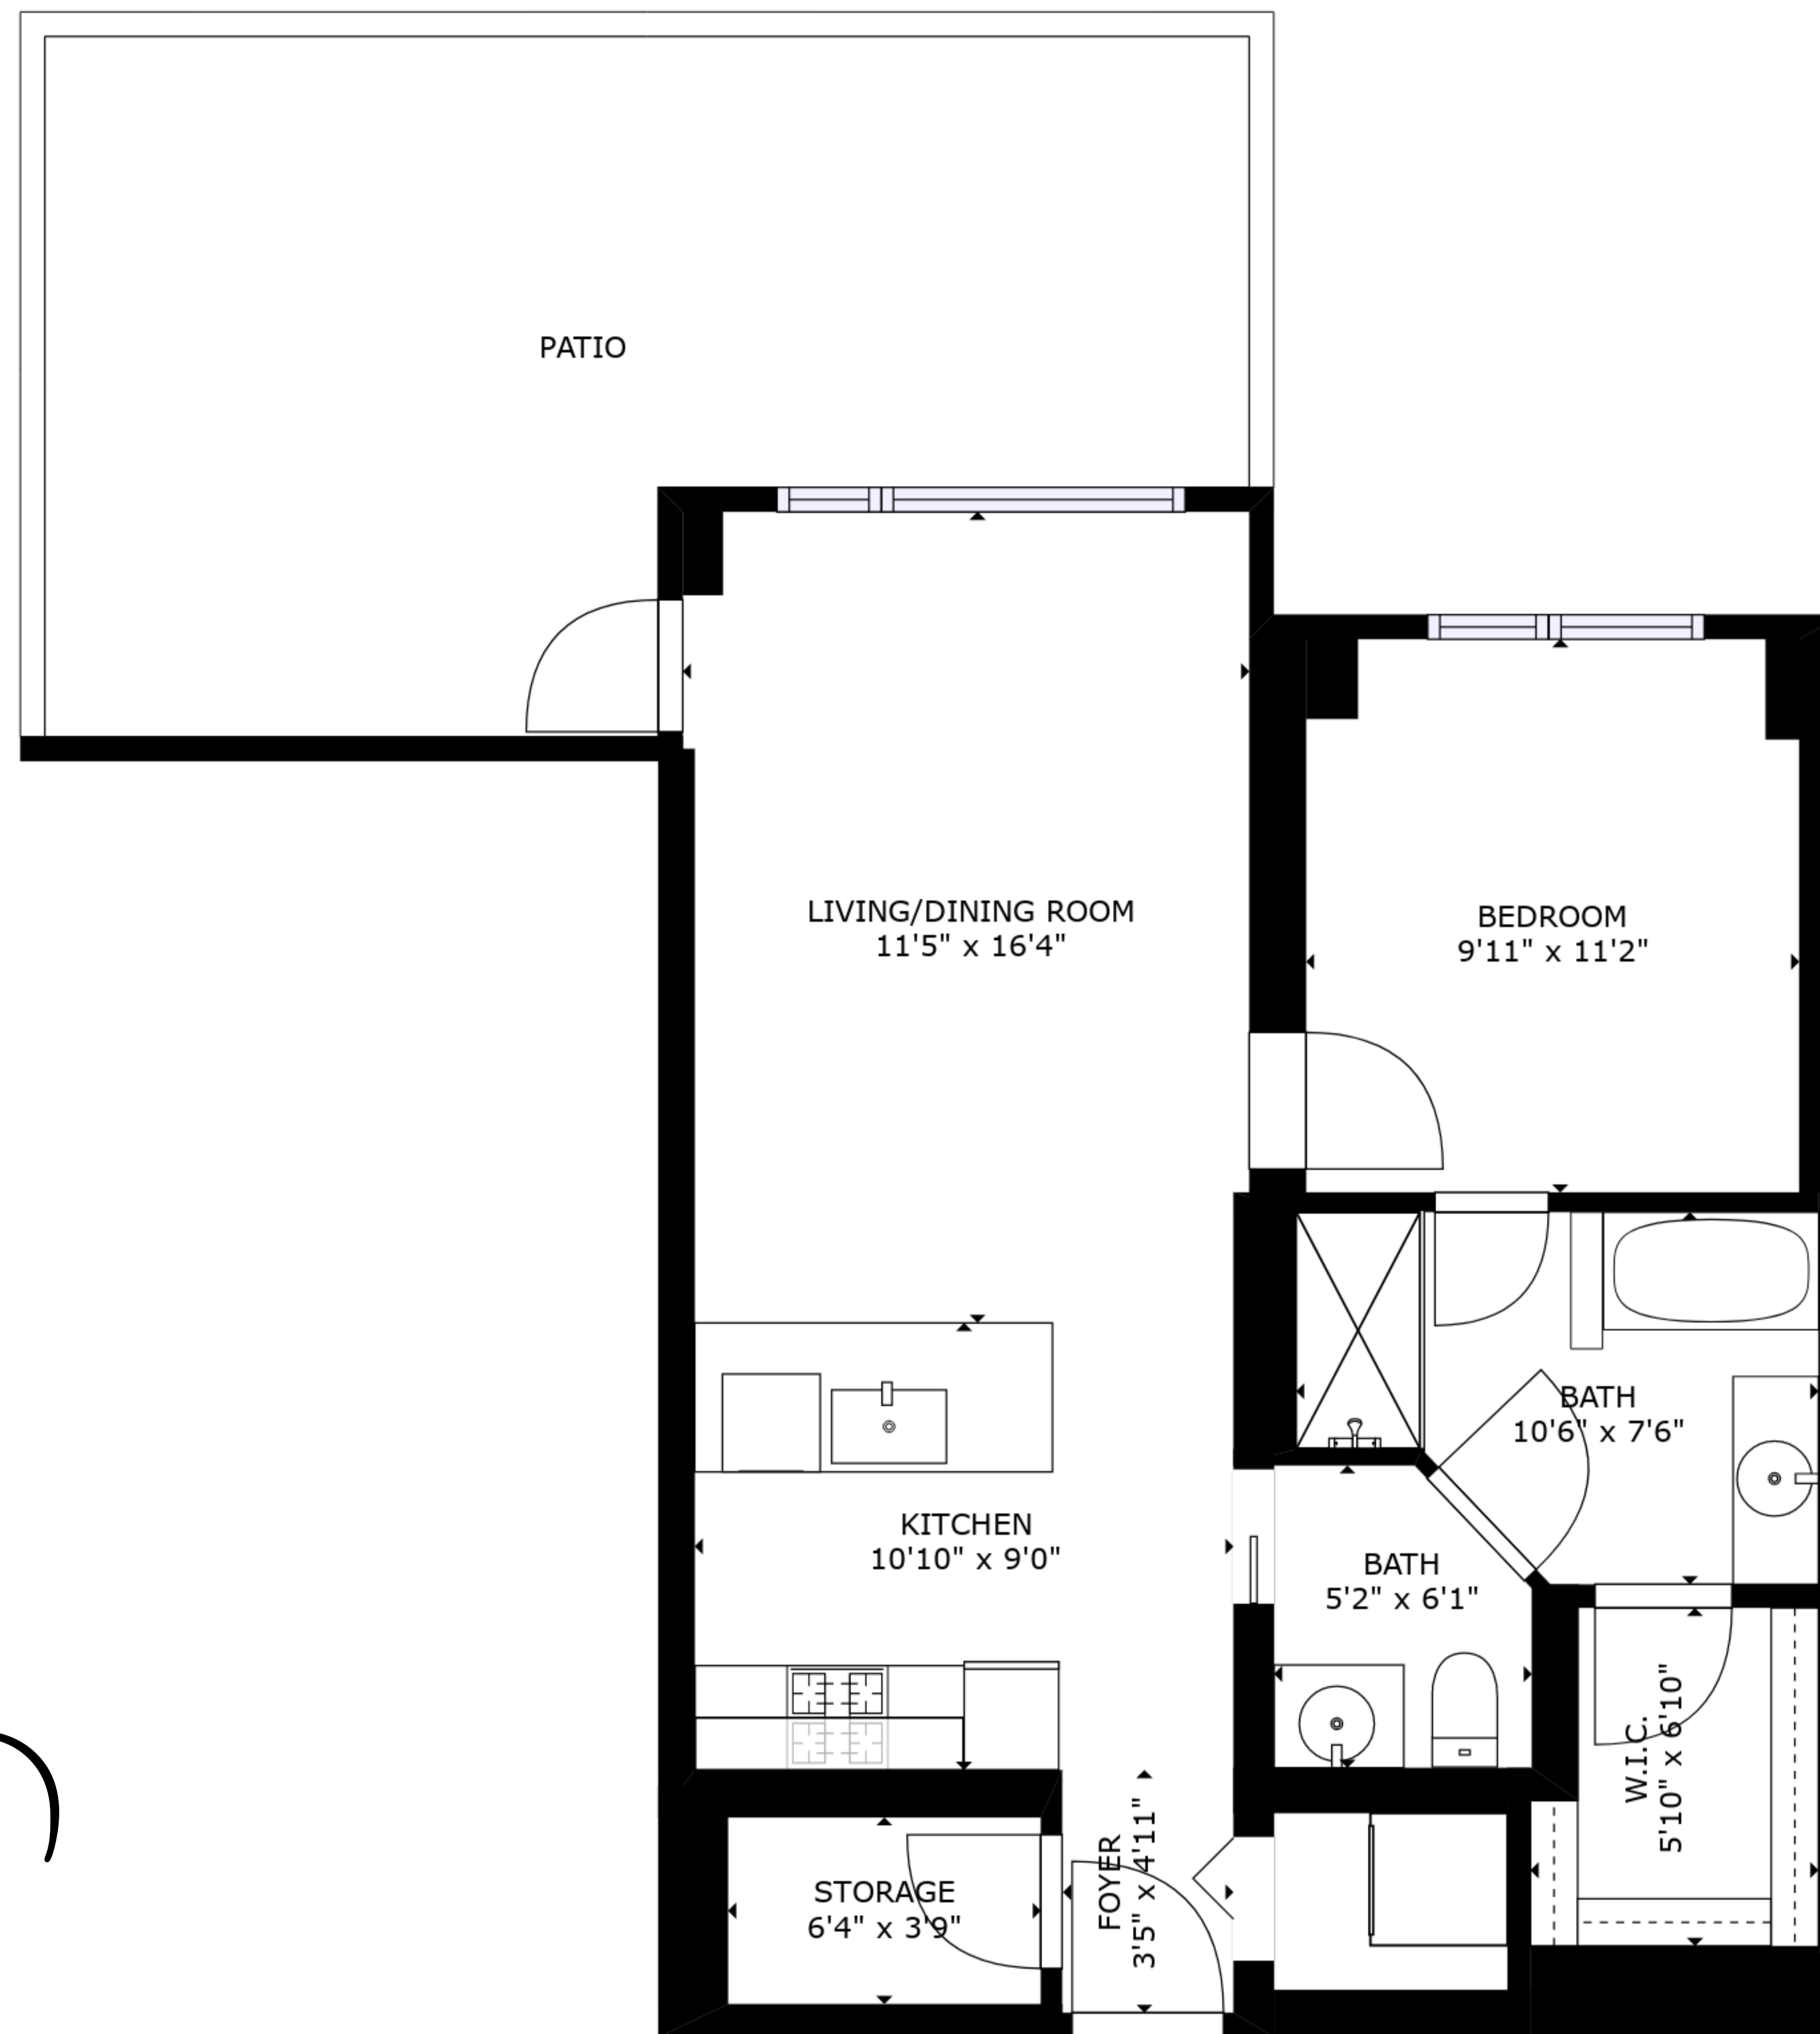 PATIO
LIVING/DINING ROOM
11'5" x 16'4"
BEDROOM
9'11" x 11'2"
BATH
10'6" x 7'6"
KITCHEN
10'10" x 9'0"
BATH
5'2" x 6'1"
W.I.C.
5'10" x 6'10"
STORAGE
6'4" x 3'9"
FOYER
3'5" x 4'11"